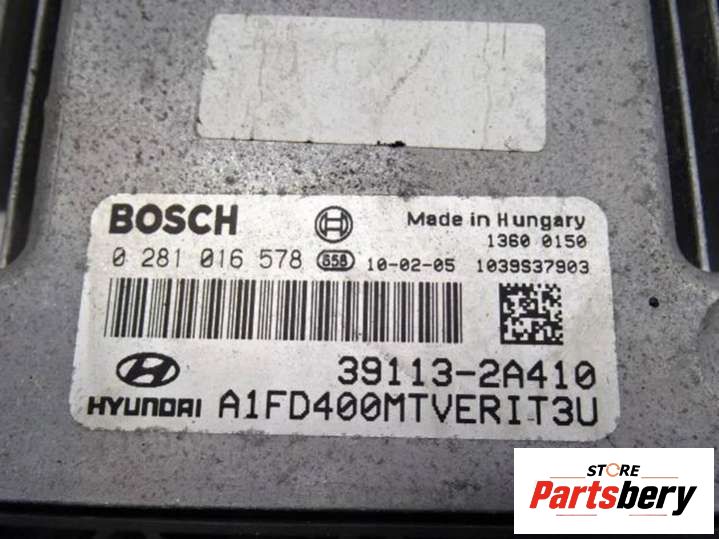 BOSCH
Made in Hungary
1360 0150
0 281 016 578 G5B 10-02-05 1039S37903
39113-2A410
HYUNDAI A1FD400MTVERIT3U
STORE
Partsbery